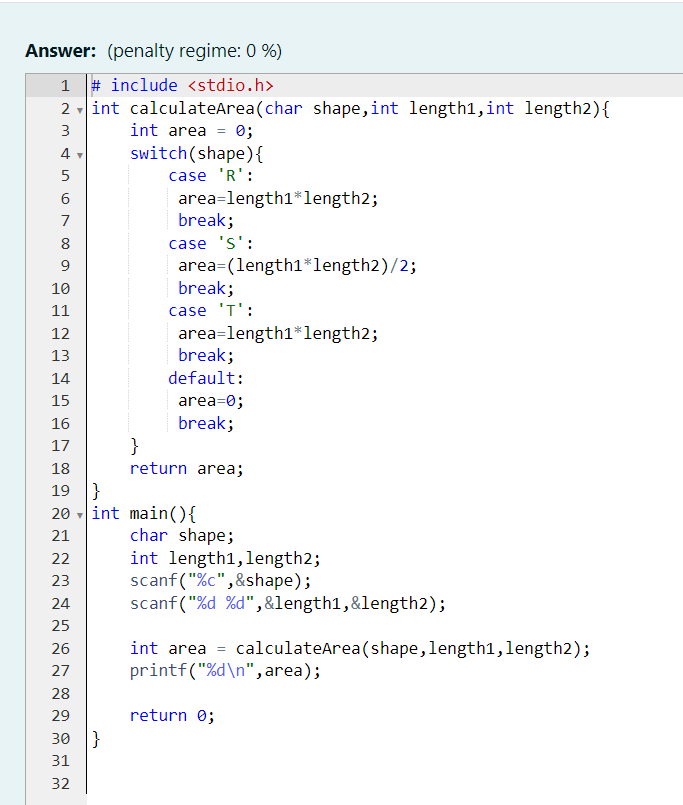 Answer: (penalty regime: 0 %)
1 # include <stdio.h>
2 int calculateArea(char shape,int length1,int length2){
3     int area = 0;
4     switch(shape){
5         case 'R':
6          area=length1*length2;
7          break;
8         case 'S':
9          area=(length1*length2)/2;
10          break;
11         case 'T':
12          area=length1*length2;
13          break;
14         default:
15          area=0;
16          break;
17     }
18     return area;
19 }
20 int main(){
21     char shape;
22     int length1,length2;
23     scanf("%c",&shape);
24     scanf("%d %d",&length1,&length2);
25
26     int area = calculateArea(shape,length1,length2);
27     printf("%d\n",area);
28
29     return 0;
30 }
31
32